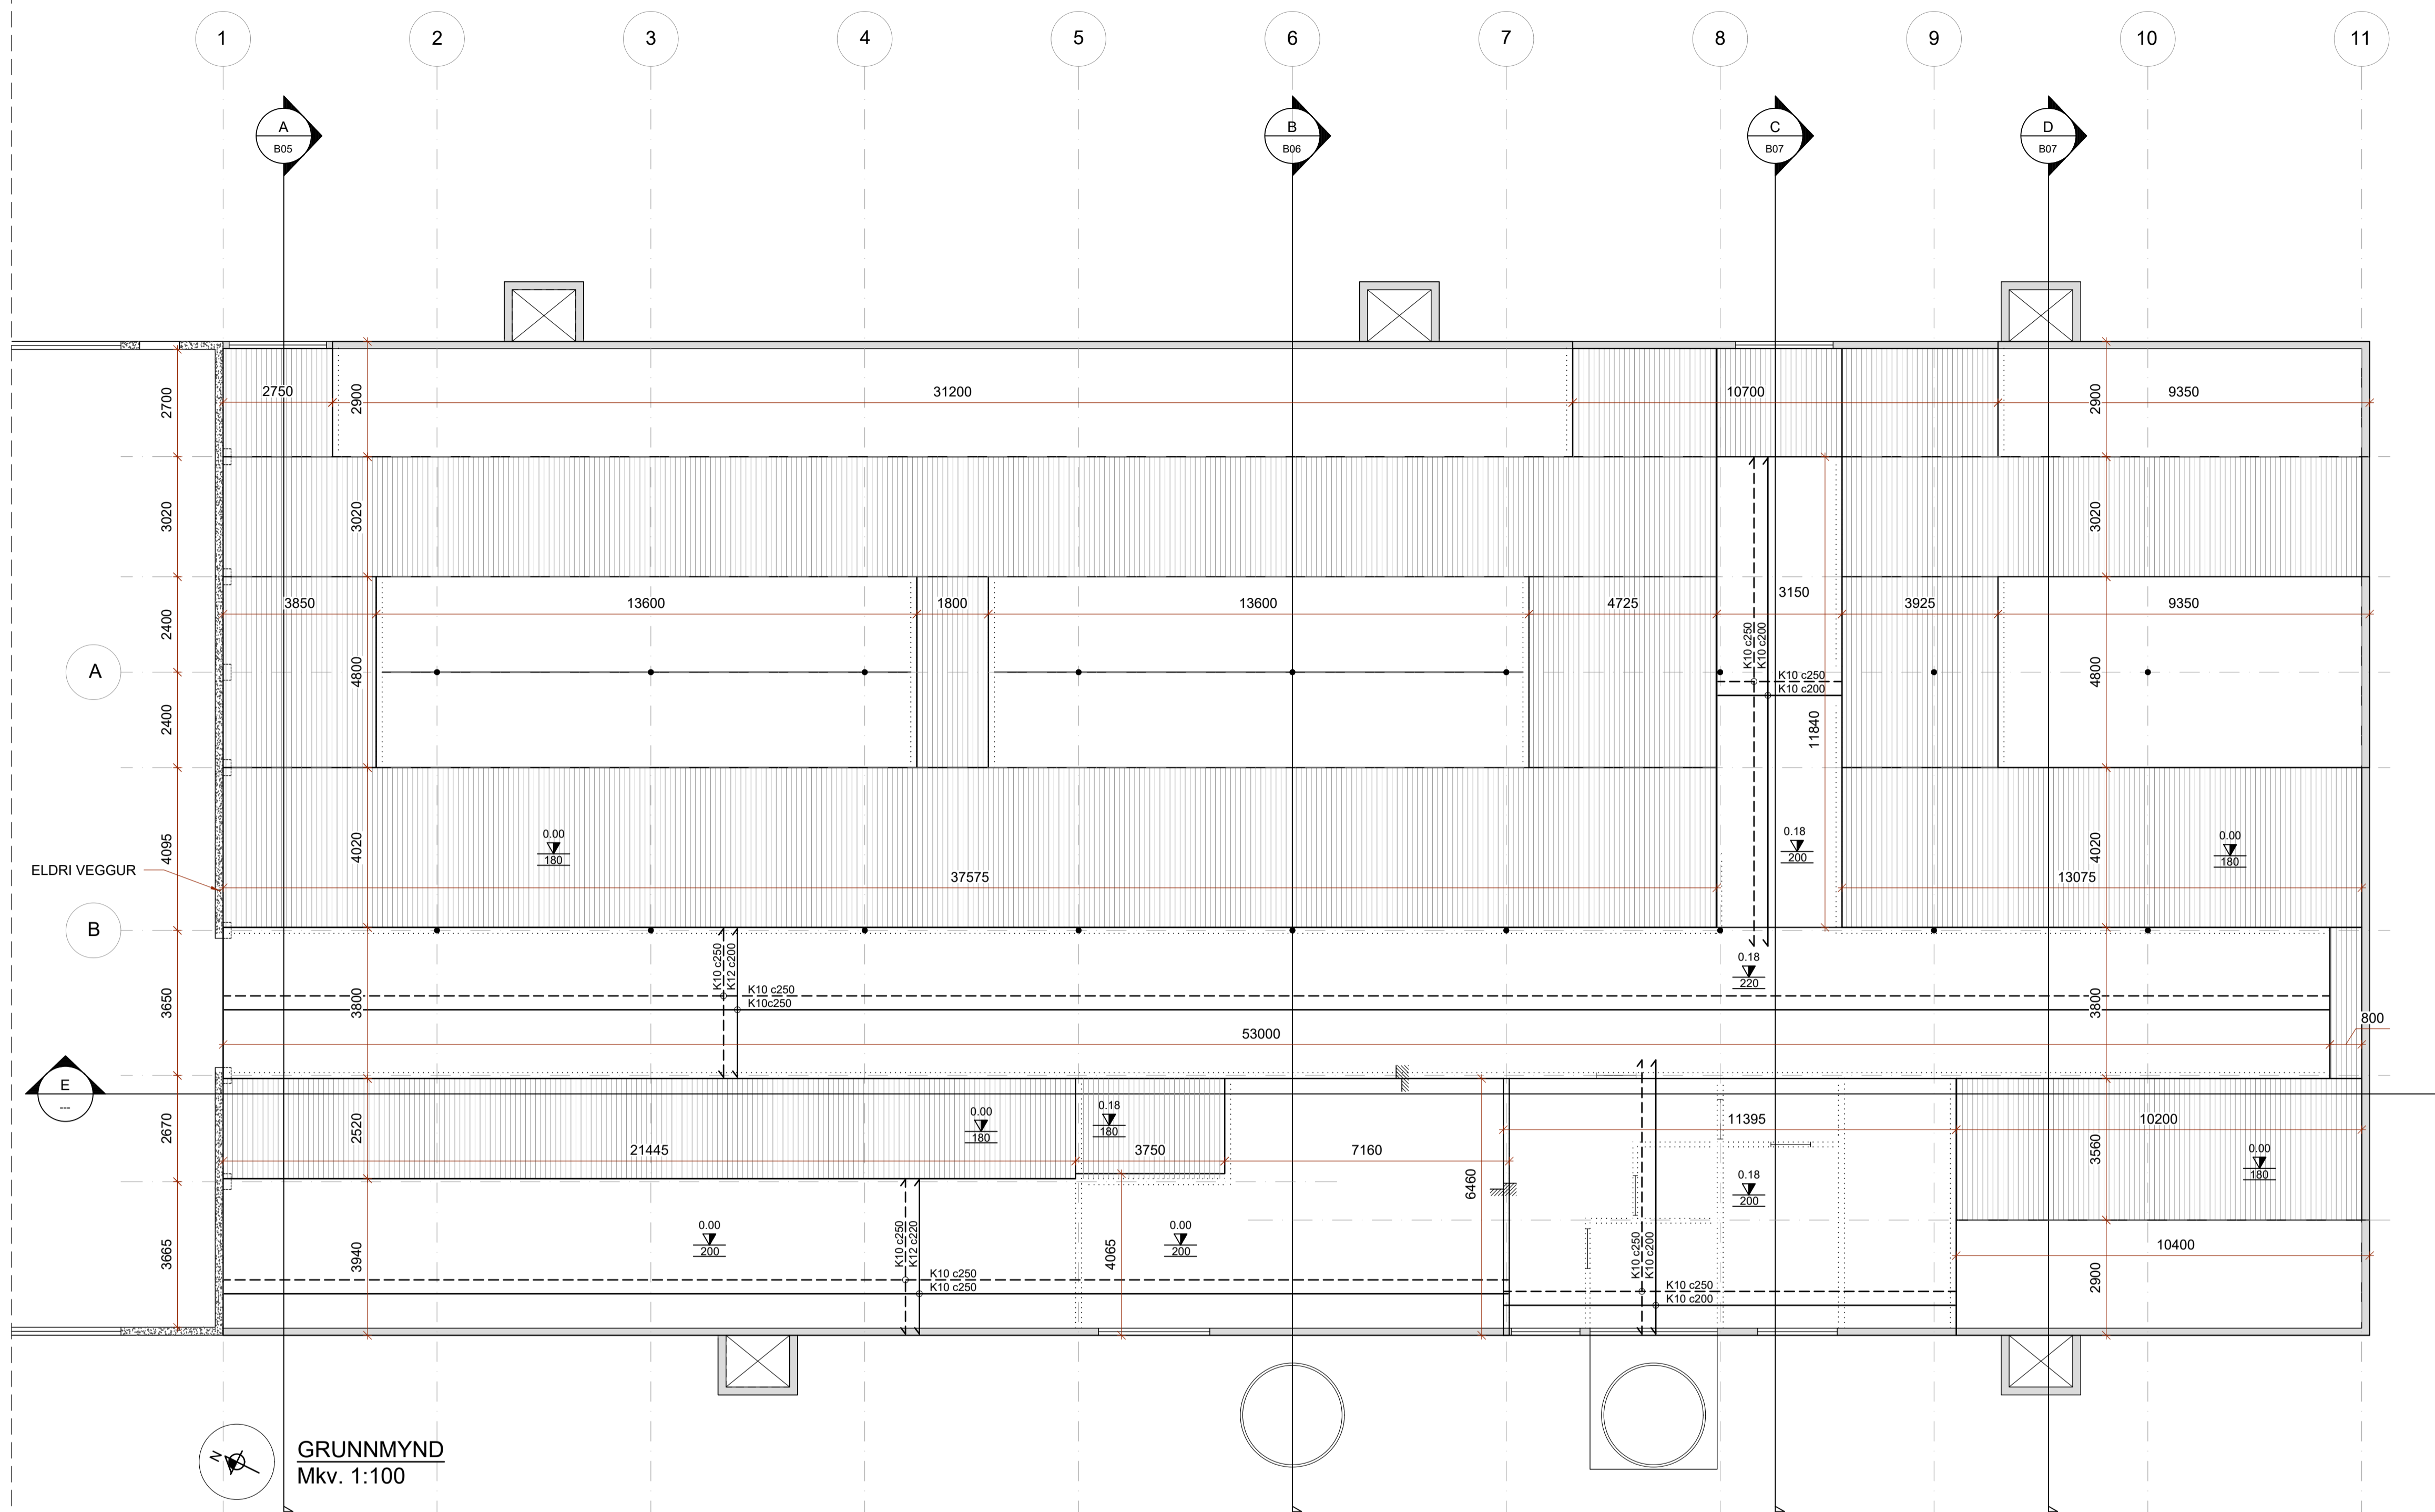 1 2 3 4 5 6 7 8 9 10 11
A B C D
B05 B06 B07 B07
2700 2750 2900 31200 10700 2900 9350
3020 3020 3020
2400 3850 13600 1800 13600 4725 3150 3925 9350
K10 c250
K10 c200
A
4800 4800
K10 c250
K10 c200
2400 11840
4095 4020 4020
0.00
180
0.18
200
0.00
180
ELDRI VEGGUR
37575 13075
B
K10 c250
K12 c200
0.18
220
K10 c250
K10c250
3650 3800 3800
53000 800
E
---
2670 2520
0.00
180
0.18
180
11395 10200
21445 3750 7160
3560
0.00
180
6460
0.18
200
3665 3940
0.00
200
K10 c250
K12 c220
4065
0.00
200
K10 c250
K10 c200
10400
2900
K10 c250
K10 c250
K10 c250
K10 c200
N
GRUNNMYND
Mkv. 1:100